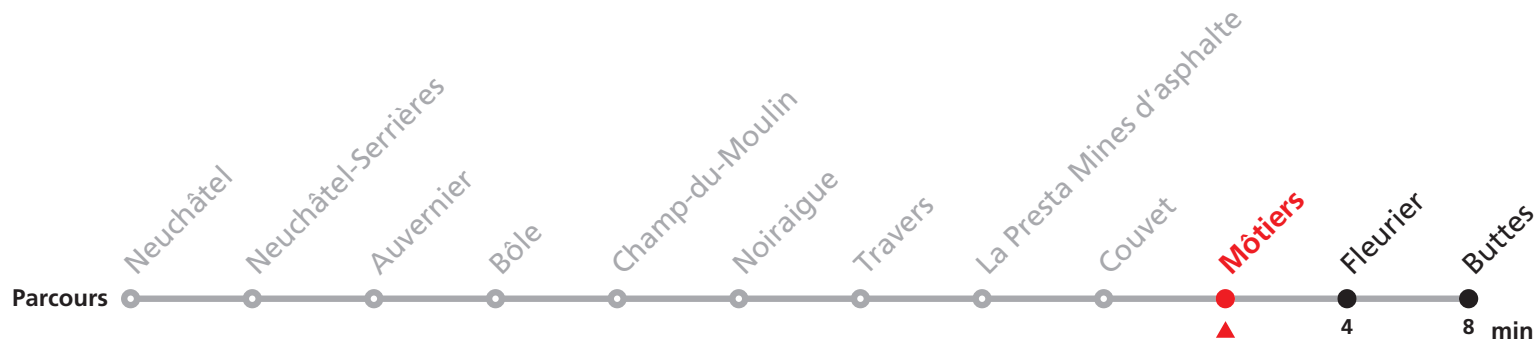 Neuchâtel
Neuchâtel-Serrières
Auvernier
Bôle
Champ-du-Moulin
Noiraigue
Travers
La Presta Mines d'asphalte
Couvet
Môtiers
Fleurier
Buttes
Parcours
4 8 min